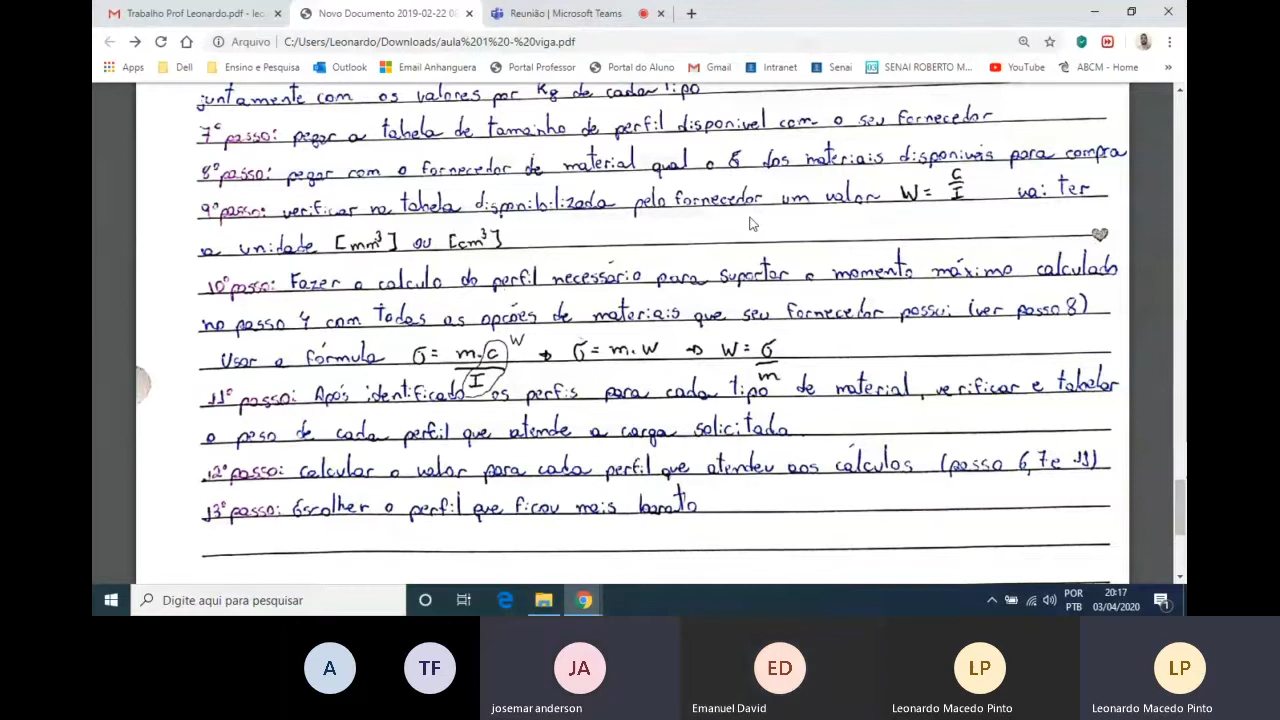 Trabalho Prof Leonardo.pdf - leo
Novo Documento 2019-02-22 08
Reunião | Microsoft Teams
Arquivo | C:/Users/Leonardo/Downloads/aula%201%20-%20viga.pdf
Apps Dell Ensino e Pesquisa Outlook Email Anhanguera Portal Professor Portal do Aluno Gmail Intranet Senai SENAI ROBERTO M... YouTube ABCM - Home »
juntamente com os valores por Kg de cada tipo
7º passo: pegar a tabela de tamanho de perfil disponivel com o seu fornecedor
8º passo: pegar com o fornecedor de material qual o σ dos materiais disponivéis para compra
9º passo: verificar na tabela disponibilizada pelo fornecedor um valor W = C/I vai ter
a unidade [mm³] ou [cm³]
10º passo: Fazer o calculo do perfil necessário para suportar o momento máximo calculado
no passo 4 com todas as opções de materiais que seu fornecedor possui (ver passo 8)
Usar a fórmula σ = m.c/I W → σ = m.W → W = σ/m
11º passo: Após identificado os perfis para cada tipo de material, verificar e tabelar
o peso de cada perfil que atende a carga solicitada
12º passo: calcular o valor para cada perfil que atendeu aos cálculos (passo 6, 7 e 11)
13º passo: Escolher o perfil que ficou mais barato
Digite aqui para pesquisar
POR
PTB
20:17
03/04/2020
1
A
TF
JA
ED
LP
LP
josemar anderson
Emanuel David
Leonardo Macedo Pinto
Leonardo Macedo Pinto